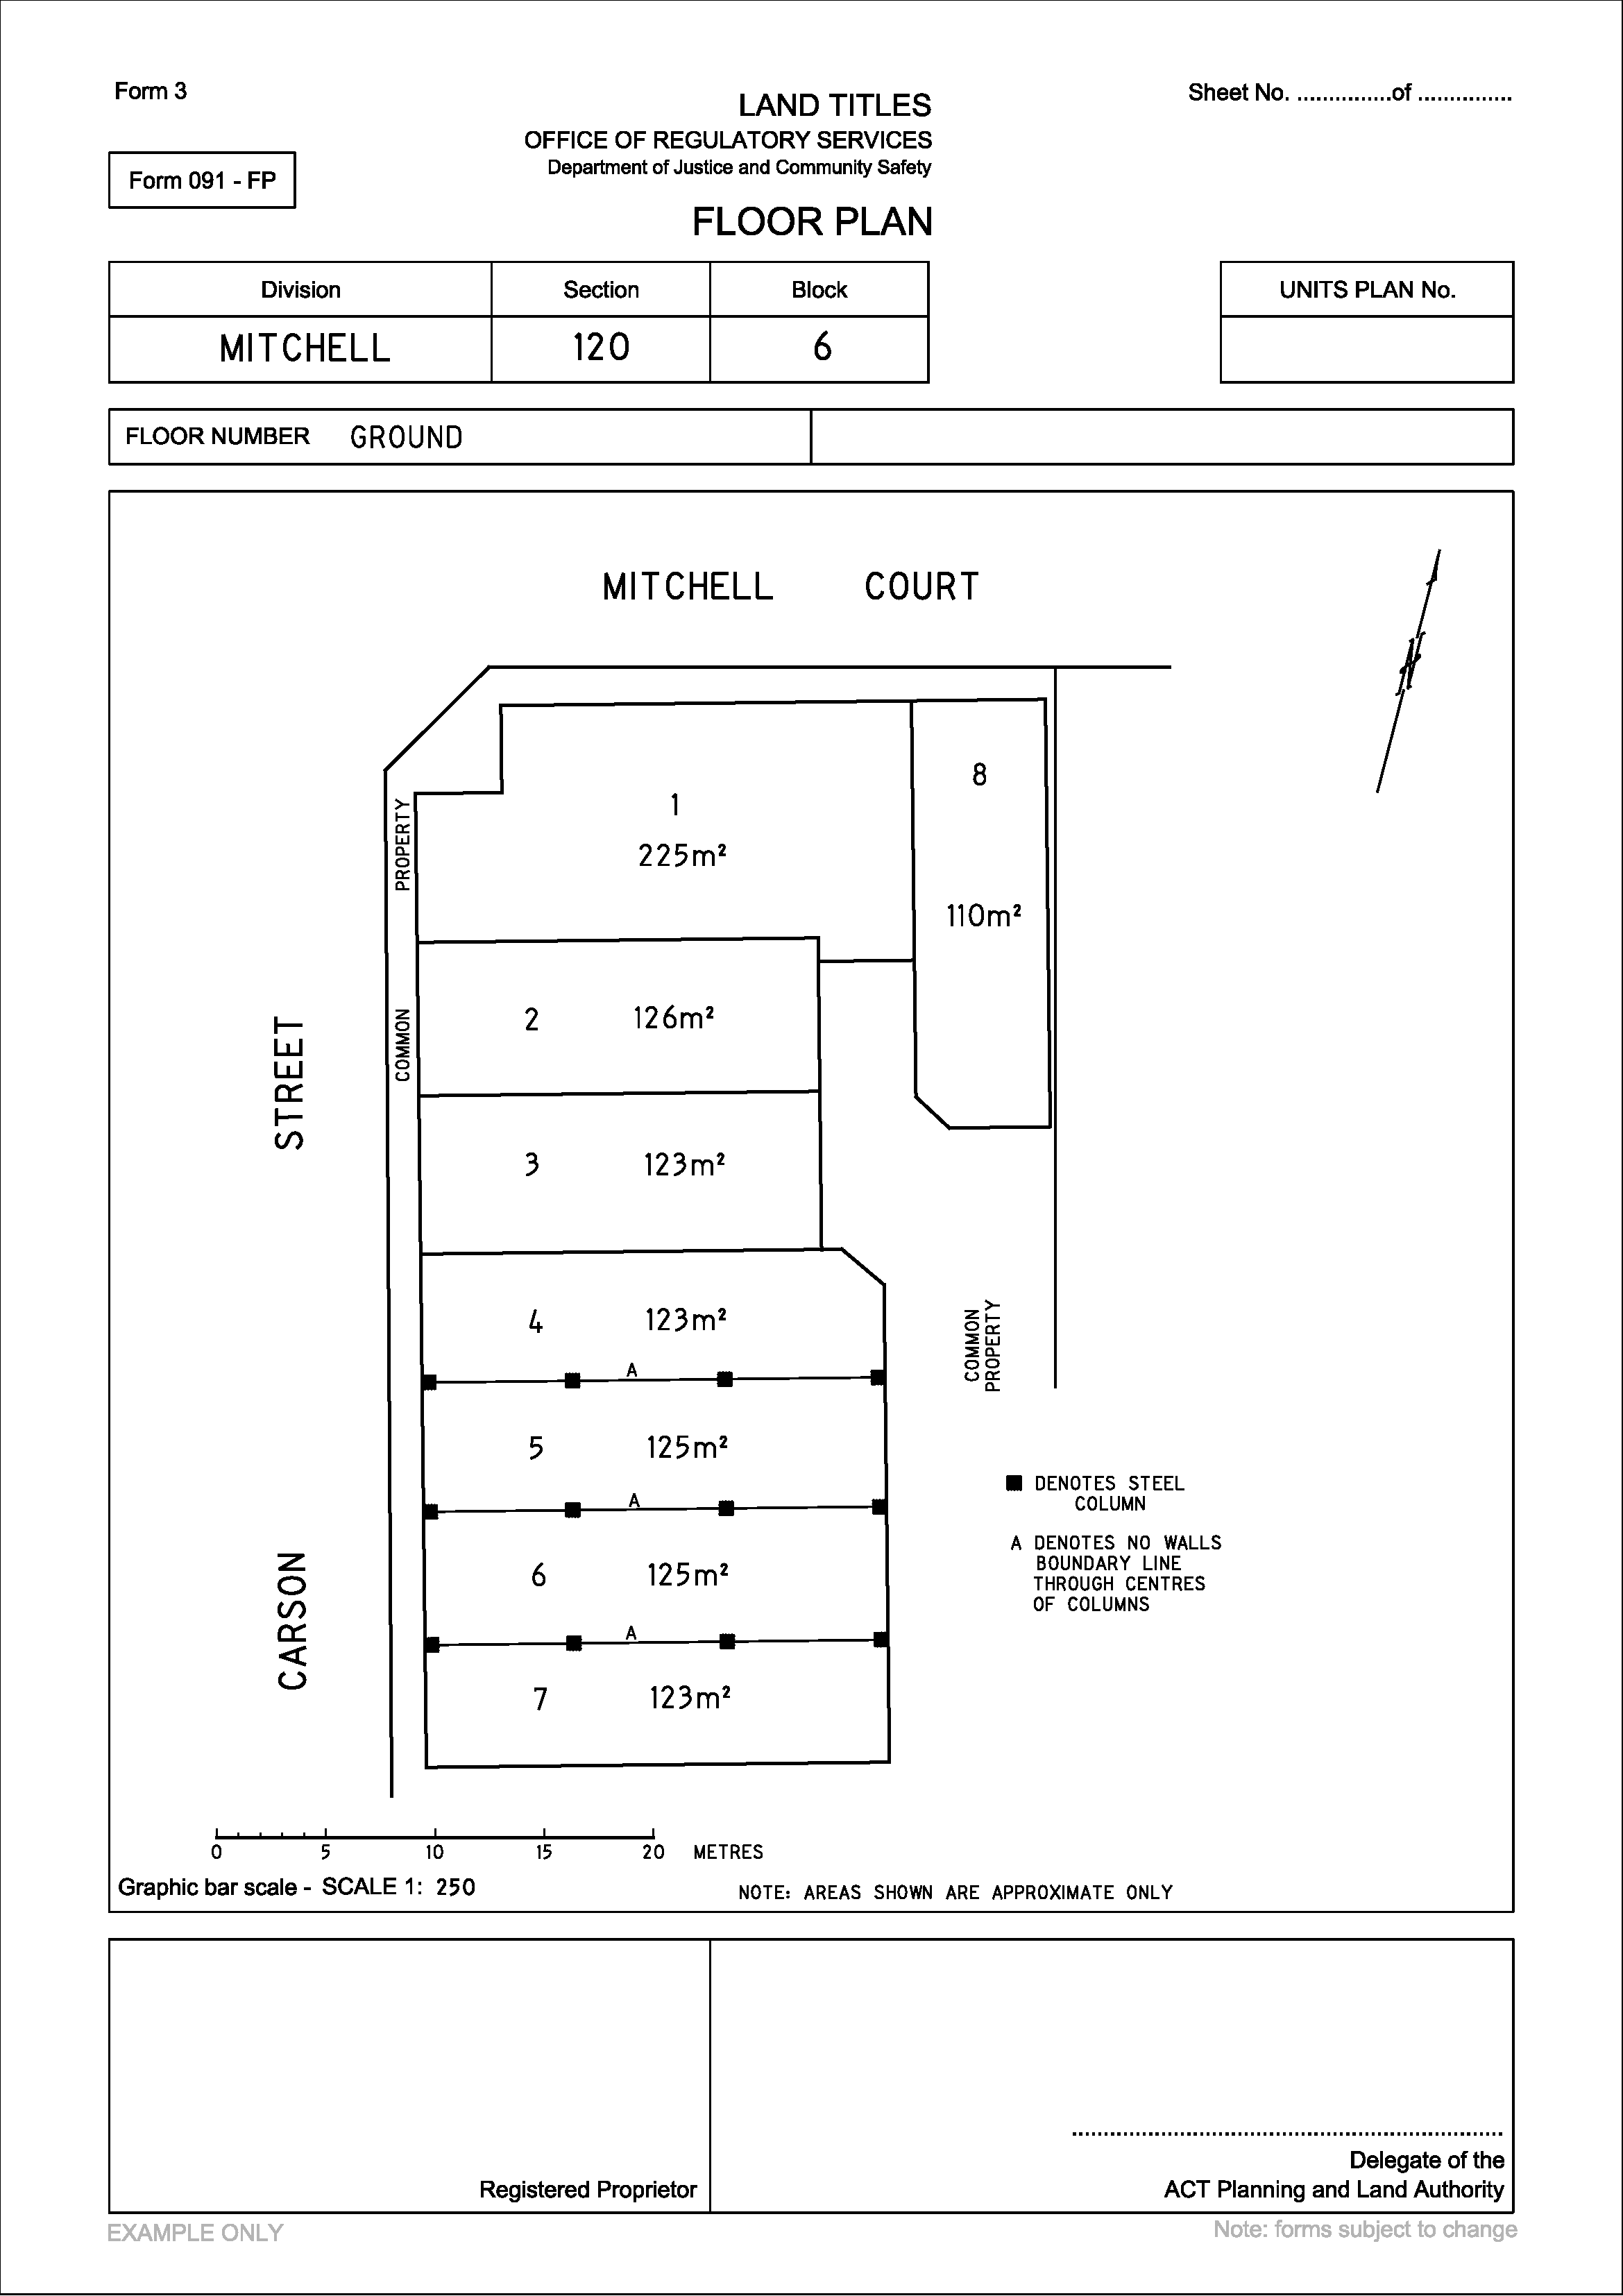 Form 3
Sheet No. ...............of ...............
LAND TITLES
OFFICE OF REGULATORY SERVICES
Department of Justice and Community Safety
Form 091 - FP
FLOOR PLAN
Division
Section
Block
UNITS PLAN No.
MITCHELL
120
6
FLOOR NUMBER GROUND
MITCHELL COURT
N
1
225m²
8
110m²
COMMON PROPERTY
2 126m²
3 123m²
CARSON STREET
4 123m²
A
5 125m²
A
6 125m²
A
7 123m²
COMMON
PROPERTY
DENOTES STEEL
COLUMN
A DENOTES NO WALLS
BOUNDARY LINE
THROUGH CENTRES
OF COLUMNS
0 5 10 15 20 METRES
Graphic bar scale - SCALE 1: 250
NOTE: AREAS SHOWN ARE APPROXIMATE ONLY
Registered Proprietor
Delegate of the
ACT Planning and Land Authority
EXAMPLE ONLY
Note: forms subject to change